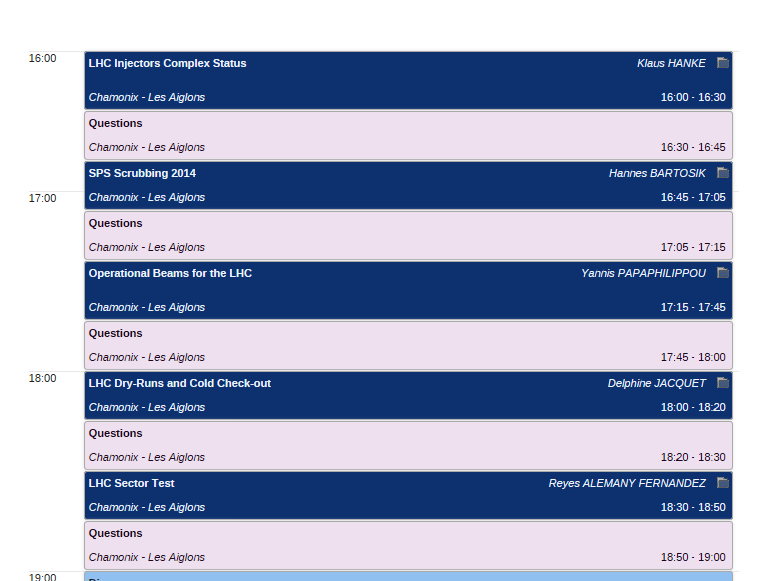 16:00
LHC Injectors Complex Status Klaus HANKE
Chamonix - Les Aiglons 16:00 - 16:30
Questions
Chamonix - Les Aiglons 16:30 - 16:45
SPS Scrubbing 2014 Hannes BARTOSIK
17:00 Chamonix - Les Aiglons 16:45 - 17:05
Questions
Chamonix - Les Aiglons 17:05 - 17:15
Operational Beams for the LHC Yannis PAPAPHILIPPOU
Chamonix - Les Aiglons 17:15 - 17:45
Questions
Chamonix - Les Aiglons 17:45 - 18:00
18:00 LHC Dry-Runs and Cold Check-out Delphine JACQUET
Chamonix - Les Aiglons 18:00 - 18:20
Questions
Chamonix - Les Aiglons 18:20 - 18:30
LHC Sector Test Reyes ALEMANY FERNANDEZ
Chamonix - Les Aiglons 18:30 - 18:50
Questions
Chamonix - Les Aiglons 18:50 - 19:00
19:00